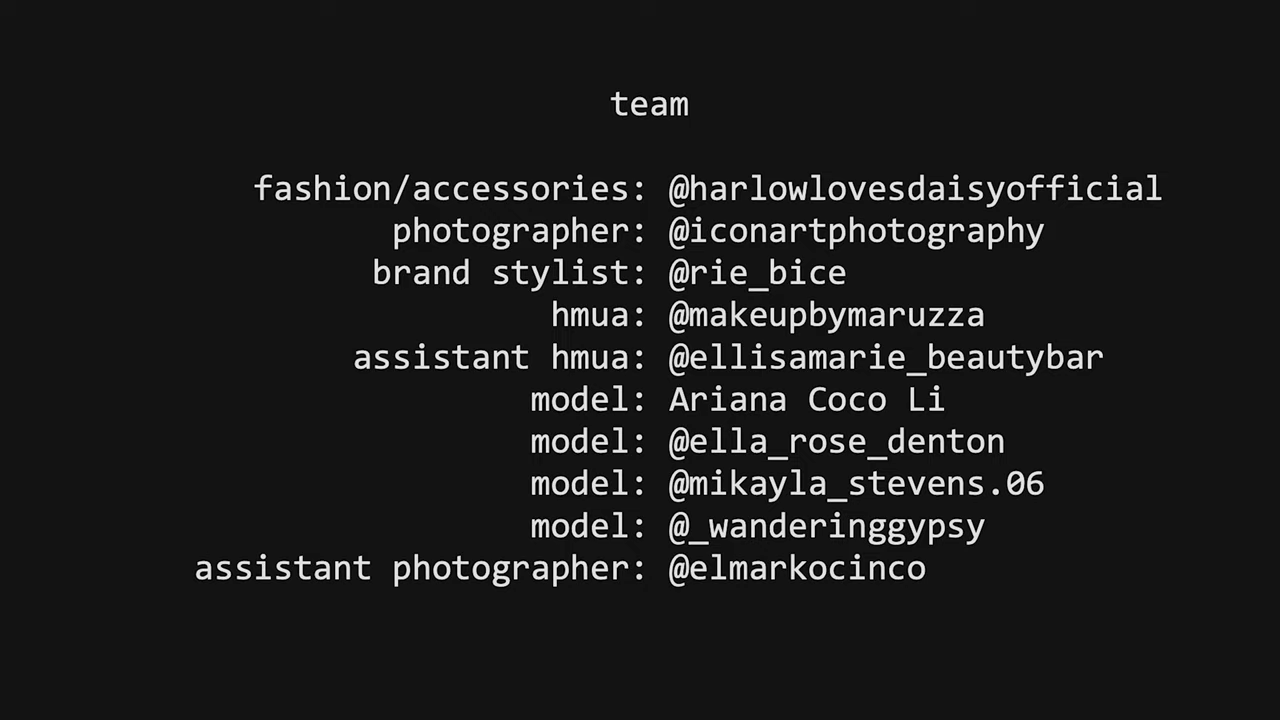 team
fashion/accessories: @harlowlovesdaisyofficial
photographer: @iconartphotography
brand stylist: @rie_bice
hmua: @makeupbymaruzza
assistant hmua: @ellisamarie_beautybar
model: Ariana Coco Li
model: @ella_rose_denton
model: @mikayla_stevens.06
model: @_wanderinggypsy
assistant photographer: @elmarkocinco